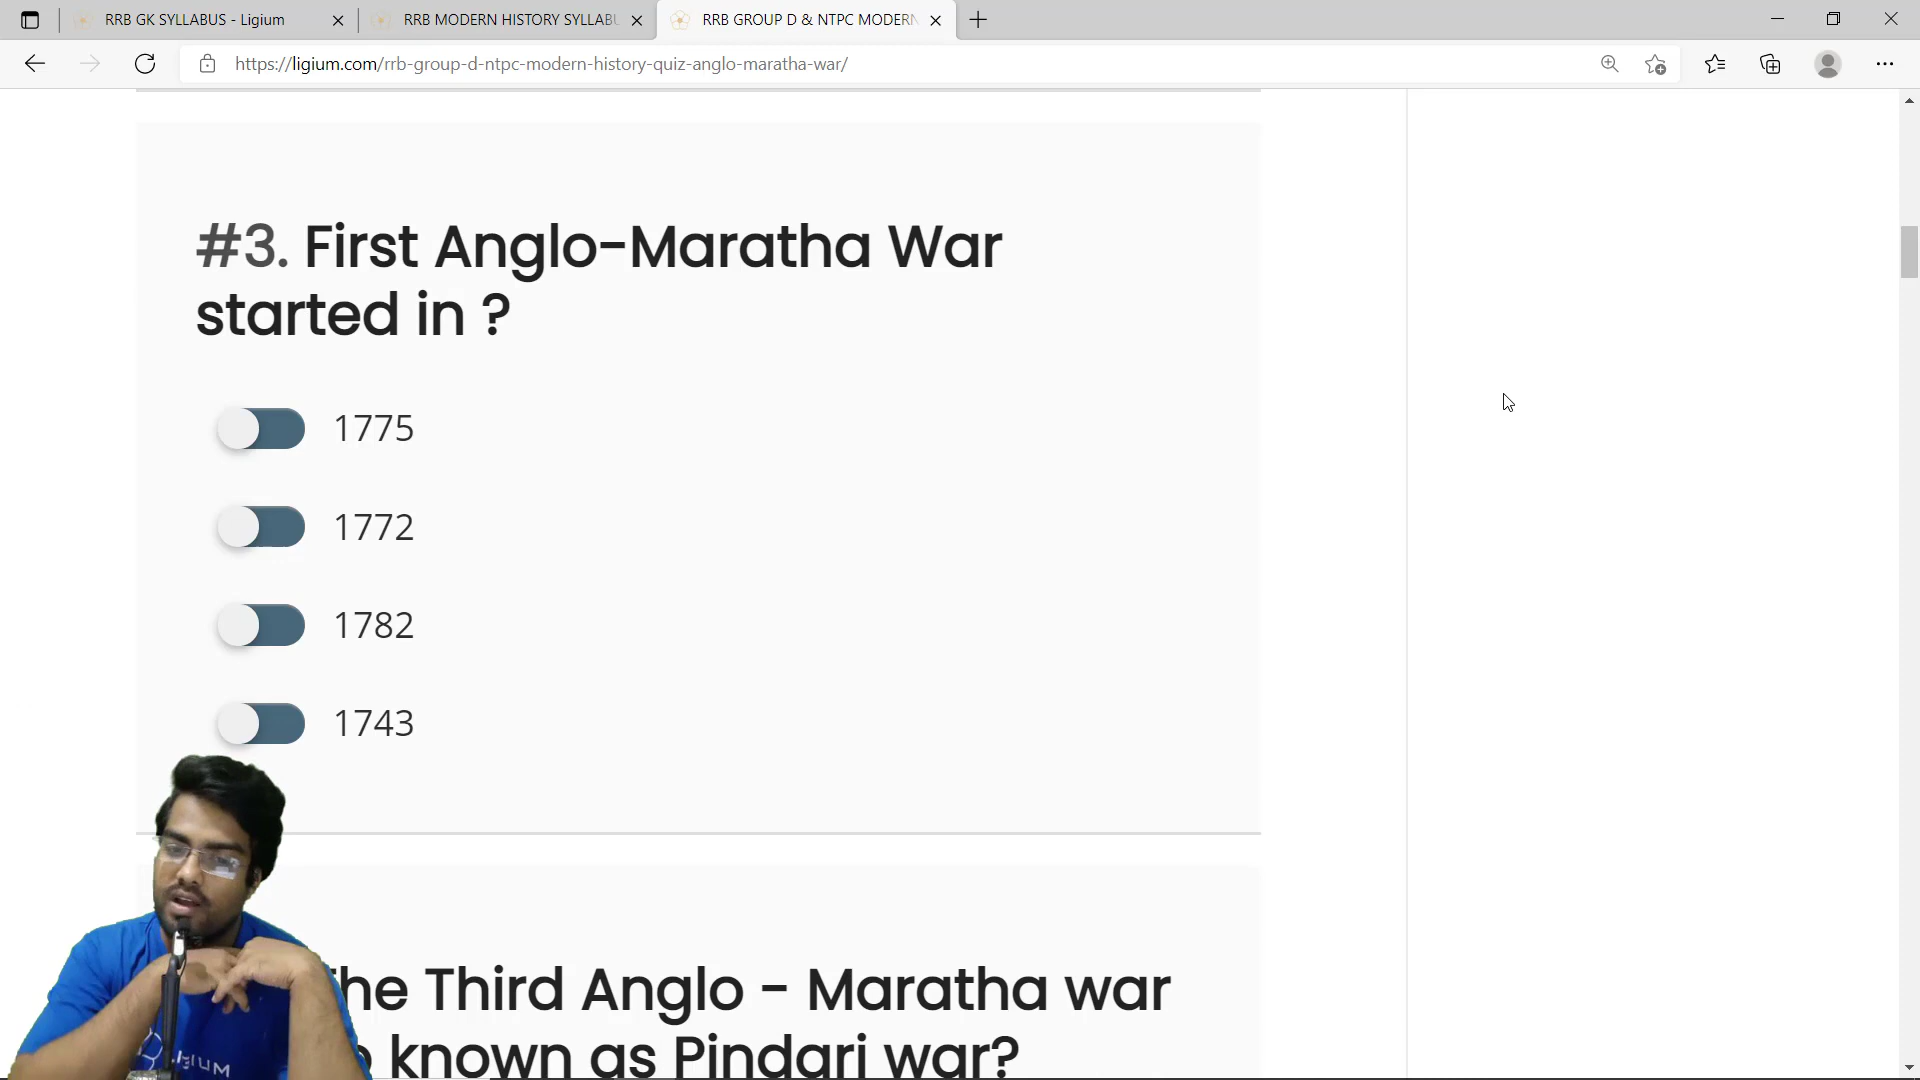 RRB GK SYLLABUS - Ligium
RRB MODERN HISTORY SYLLABU
RRB GROUP D & NTPC MODERN
https://ligium.com/rrb-group-d-ntpc-modern-history-quiz-anglo-maratha-war/
#3. First Anglo-Maratha War
started in ?
1775
1772
1782
1743
The Third Anglo - Maratha war
known as Pindari war?
LIGIUM